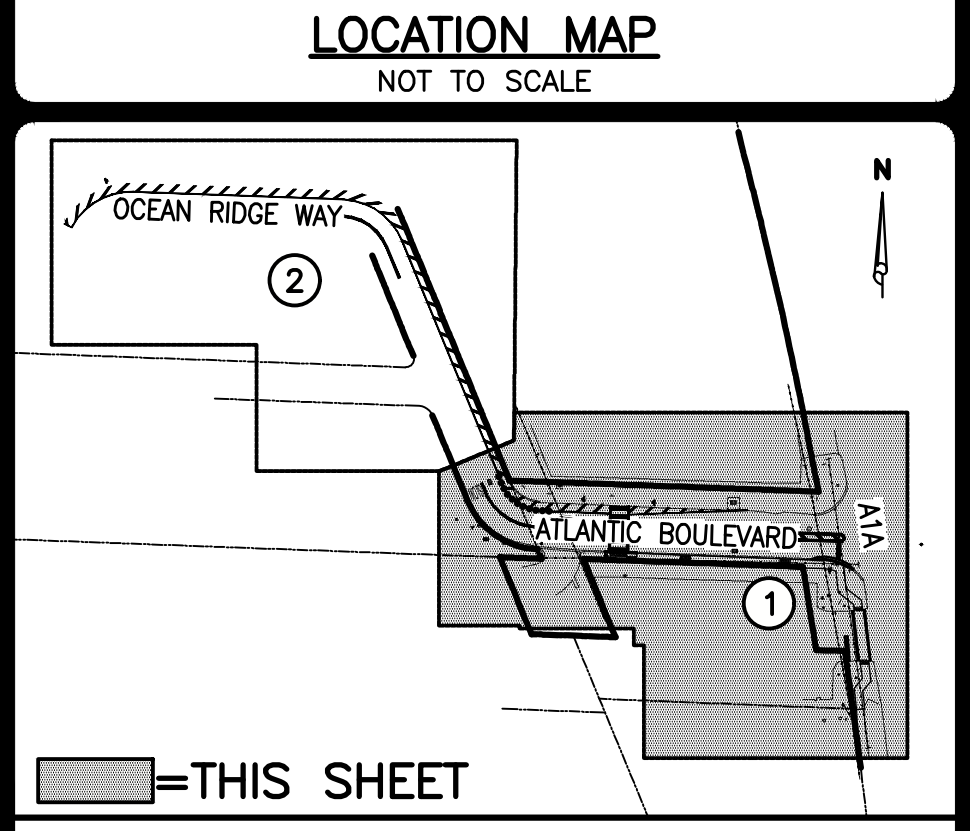 LOCATION MAP
NOT TO SCALE
N
OCEAN RIDGE WAY
2
ATLANTIC BOULEVARD
A1A
1
=THIS SHEET